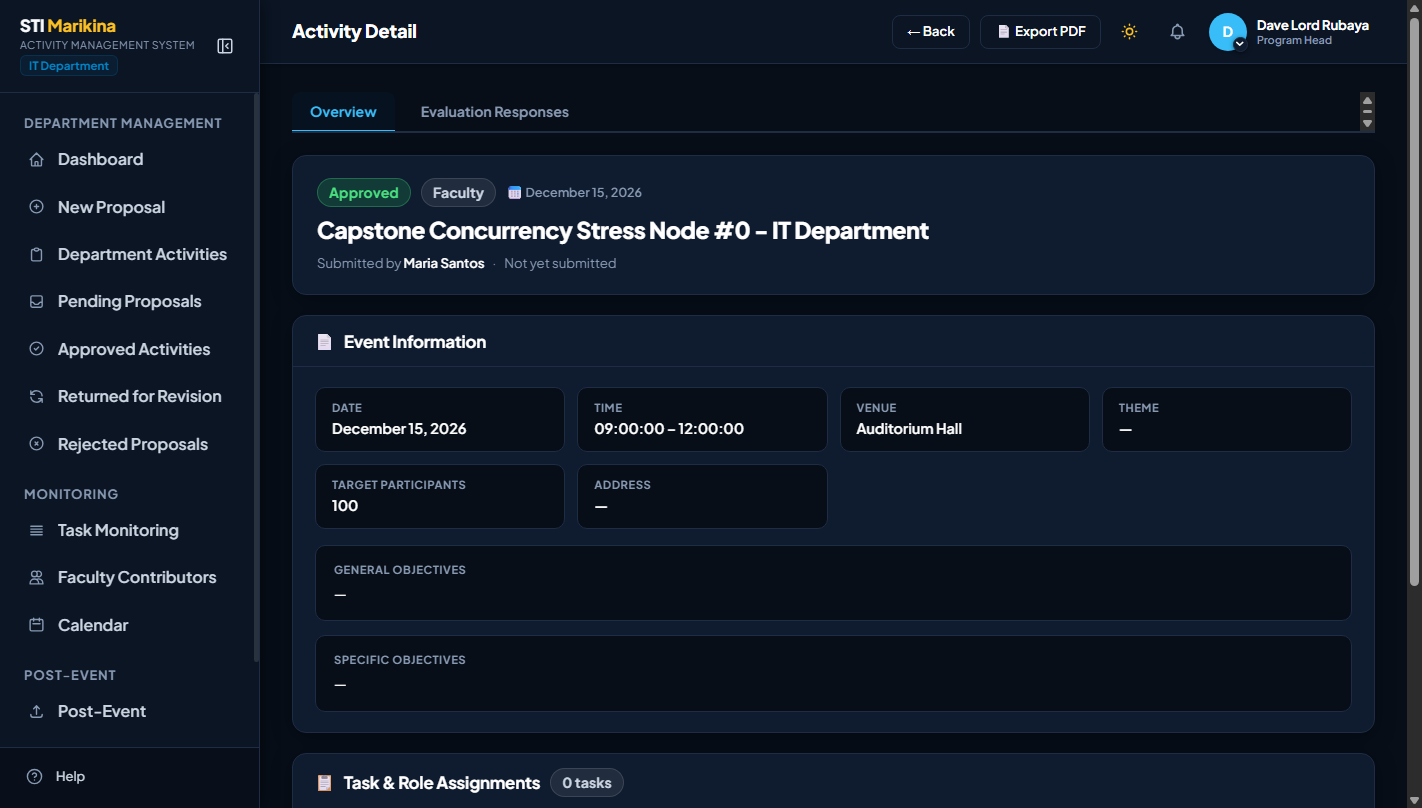 STI Marikina
ACTIVITY MANAGEMENT SYSTEM
IT Department
DEPARTMENT MANAGEMENT
Dashboard
New Proposal
Department Activities
Pending Proposals
Approved Activities
Returned for Revision
Rejected Proposals
MONITORING
Task Monitoring
Faculty Contributors
Calendar
POST-EVENT
Post-Event
Help
Activity Detail
← Back
Export PDF
D
Dave Lord Rubaya
Program Head
Overview
Evaluation Responses
Approved
Faculty
December 15, 2026
Capstone Concurrency Stress Node #0 – IT Department
Submitted by Maria Santos · Not yet submitted
Event Information
DATE
December 15, 2026
TIME
09:00:00 – 12:00:00
VENUE
Auditorium Hall
THEME
—
TARGET PARTICIPANTS
100
ADDRESS
—
GENERAL OBJECTIVES
—
SPECIFIC OBJECTIVES
—
Task & Role Assignments
0 tasks